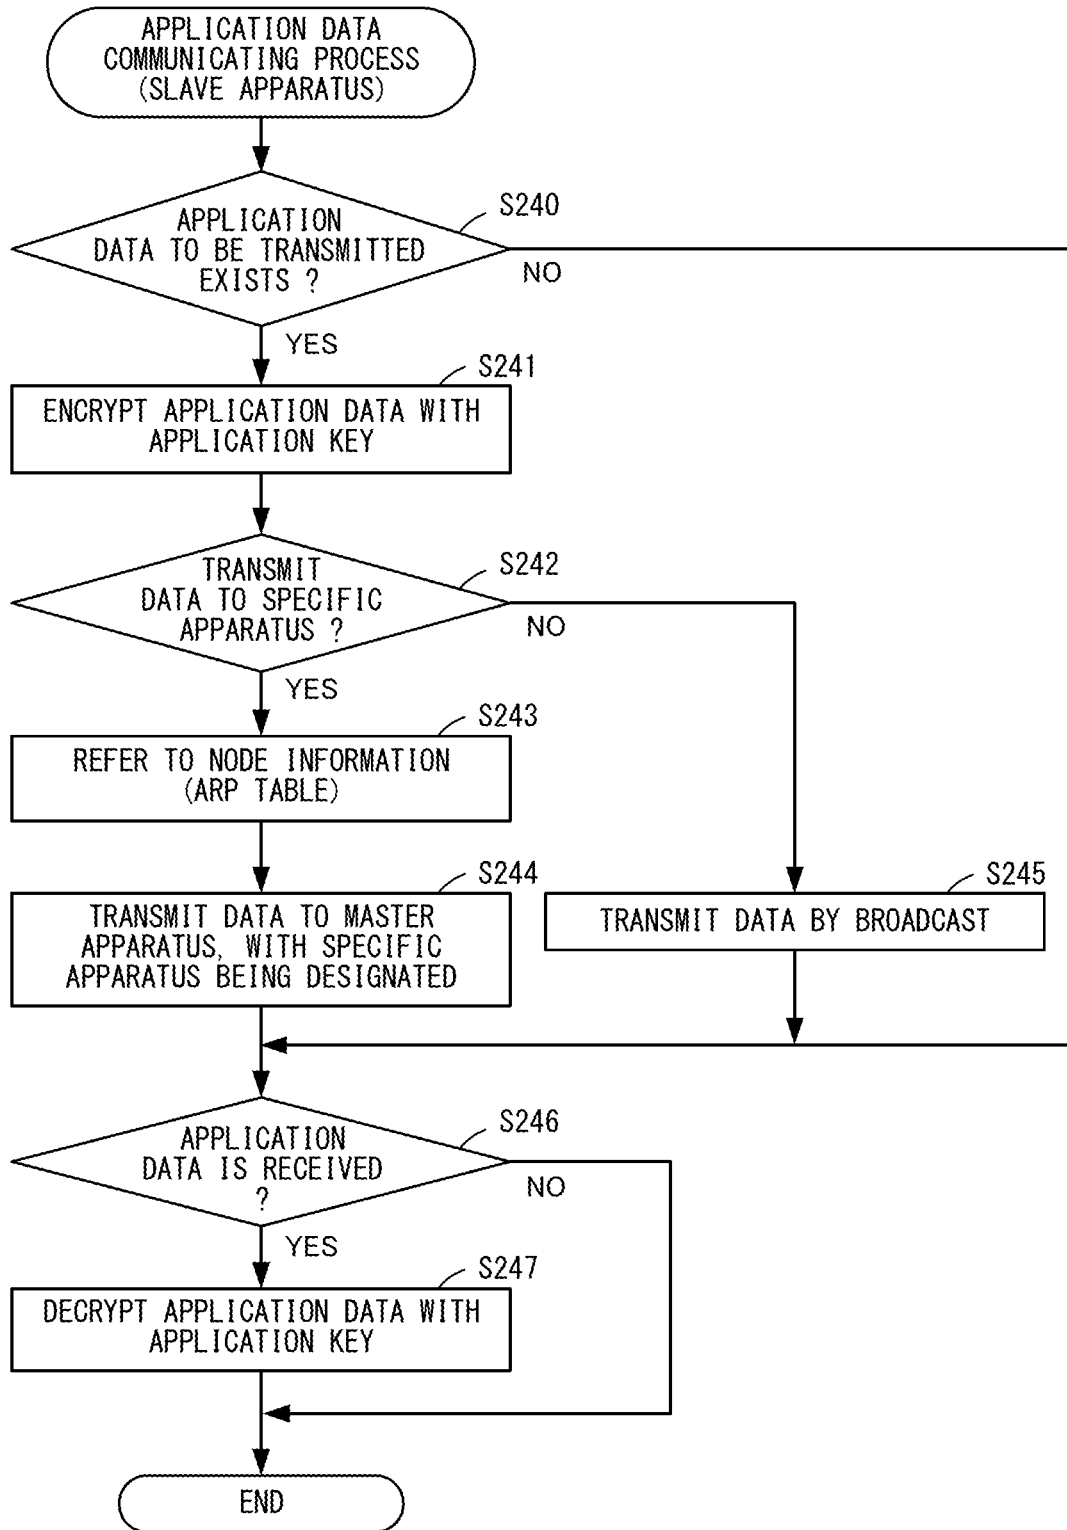 APPLICATION DATA
COMMUNICATING PROCESS
(SLAVE APPARATUS)
S240
APPLICATION
DATA TO BE TRANSMITTED
EXISTS ?
NO
YES
S241
ENCRYPT APPLICATION DATA WITH
APPLICATION KEY
S242
TRANSMIT
DATA TO SPECIFIC
APPARATUS ?
NO
YES
S243
REFER TO NODE INFORMATION
(ARP TABLE)
S244
TRANSMIT DATA TO MASTER
APPARATUS, WITH SPECIFIC
APPARATUS BEING DESIGNATED
S245
TRANSMIT DATA BY BROADCAST
S246
APPLICATION
DATA IS RECEIVED
?
NO
YES
S247
DECRYPT APPLICATION DATA WITH
APPLICATION KEY
END